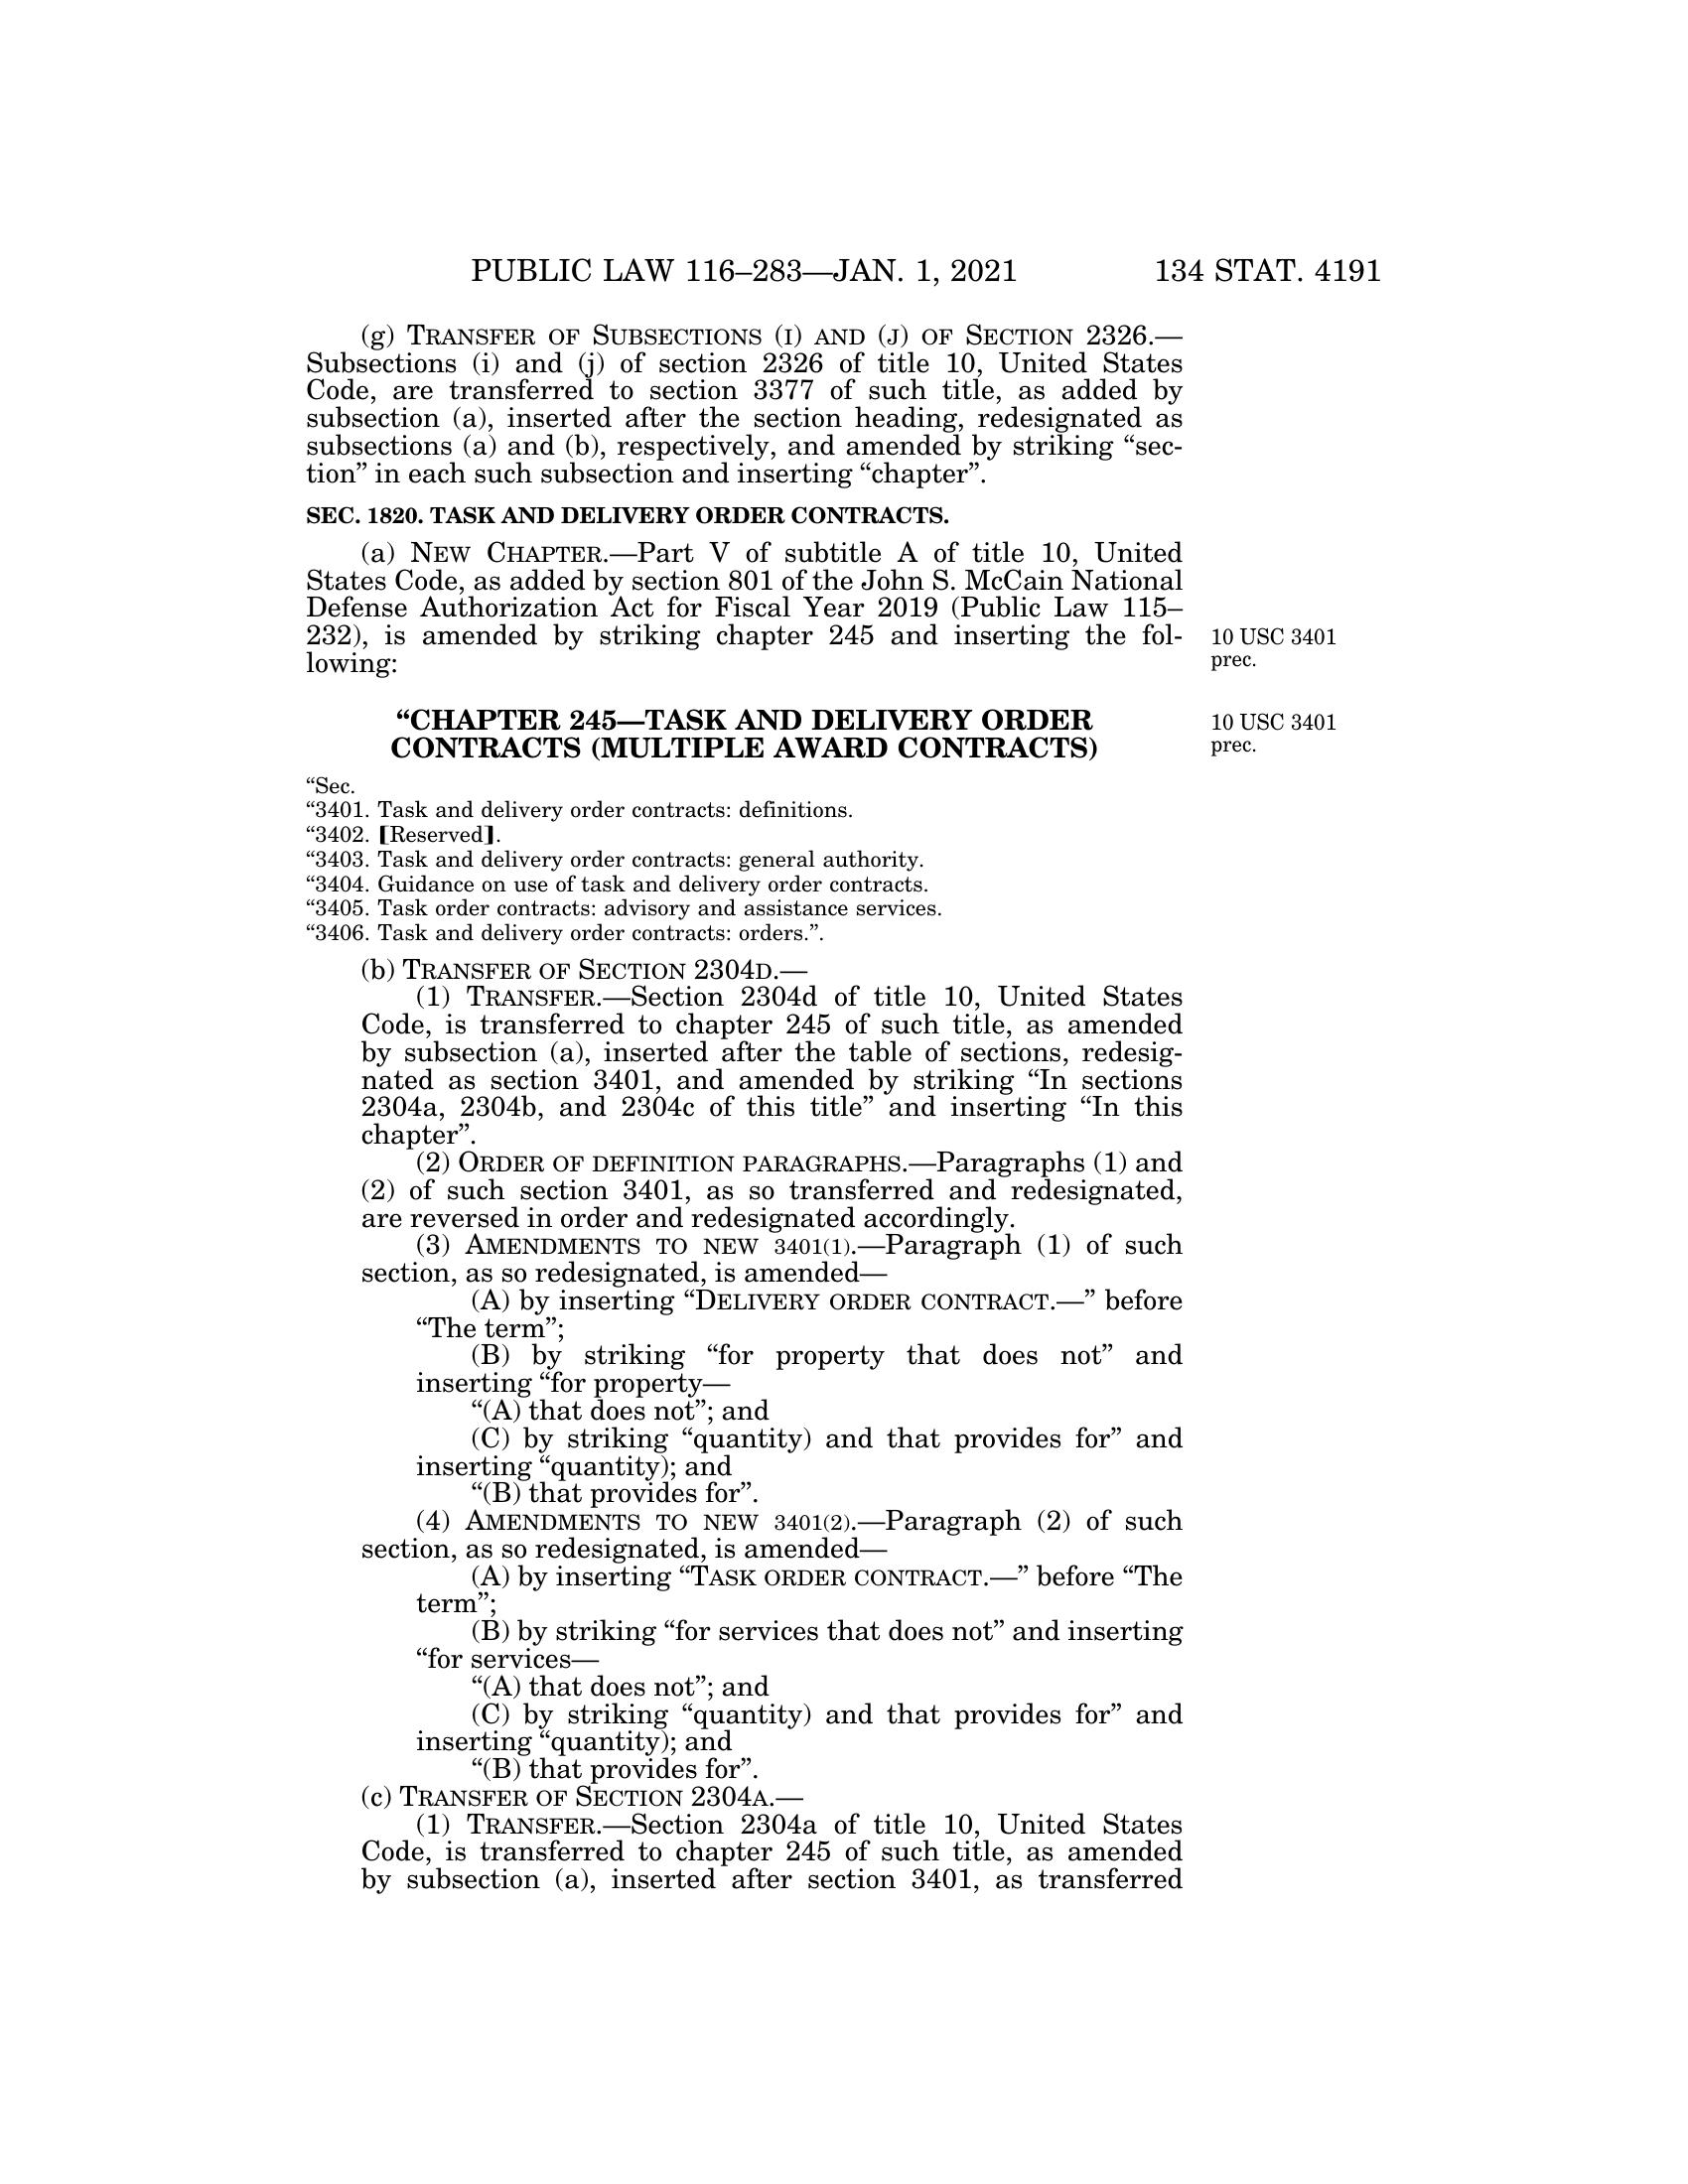 PUBLIC LAW 116–283—JAN. 1, 2021 134 STAT. 4191
(g) TRANSFER OF SUBSECTIONS (I) AND (J) OF SECTION 2326.—
Subsections (i) and (j) of section 2326 of title 10, United States
Code, are transferred to section 3377 of such title, as added by
subsection (a), inserted after the section heading, redesignated as
subsections (a) and (b), respectively, and amended by striking “sec-
tion” in each such subsection and inserting “chapter”.
SEC. 1820. TASK AND DELIVERY ORDER CONTRACTS.
(a) NEW CHAPTER.—Part V of subtitle A of title 10, United
States Code, as added by section 801 of the John S. McCain National
Defense Authorization Act for Fiscal Year 2019 (Public Law 115–
232), is amended by striking chapter 245 and inserting the fol-
lowing:
10 USC 3401
prec.
“CHAPTER 245—TASK AND DELIVERY ORDER
CONTRACTS (MULTIPLE AWARD CONTRACTS)
10 USC 3401
prec.
“Sec.
“3401. Task and delivery order contracts: definitions.
“3402. [Reserved].
“3403. Task and delivery order contracts: general authority.
“3404. Guidance on use of task and delivery order contracts.
“3405. Task order contracts: advisory and assistance services.
“3406. Task and delivery order contracts: orders.”.
(b) TRANSFER OF SECTION 2304D.—
(1) TRANSFER.—Section 2304d of title 10, United States
Code, is transferred to chapter 245 of such title, as amended
by subsection (a), inserted after the table of sections, redesig-
nated as section 3401, and amended by striking “In sections
2304a, 2304b, and 2304c of this title” and inserting “In this
chapter”.
(2) ORDER OF DEFINITION PARAGRAPHS.—Paragraphs (1) and
(2) of such section 3401, as so transferred and redesignated,
are reversed in order and redesignated accordingly.
(3) AMENDMENTS TO NEW 3401(1).—Paragraph (1) of such
section, as so redesignated, is amended—
(A) by inserting “DELIVERY ORDER CONTRACT.—” before
“The term”;
(B) by striking “for property that does not” and
inserting “for property—
“(A) that does not”; and
(C) by striking “quantity) and that provides for” and
inserting “quantity); and
“(B) that provides for”.
(4) AMENDMENTS TO NEW 3401(2).—Paragraph (2) of such
section, as so redesignated, is amended—
(A) by inserting “TASK ORDER CONTRACT.—” before “The
term”;
(B) by striking “for services that does not” and inserting
“for services—
“(A) that does not”; and
(C) by striking “quantity) and that provides for” and
inserting “quantity); and
“(B) that provides for”.
(c) TRANSFER OF SECTION 2304A.—
(1) TRANSFER.—Section 2304a of title 10, United States
Code, is transferred to chapter 245 of such title, as amended
by subsection (a), inserted after section 3401, as transferred